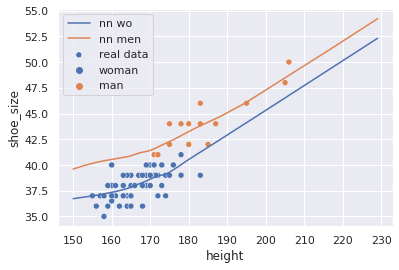 55.0
52.5
50.0
47.5
45.0
42.5
40.0
37.5
35.0
shoe_size
nn wo
nn men
real data
woman
man
150 160 170 180 190 200 210 220 230
height